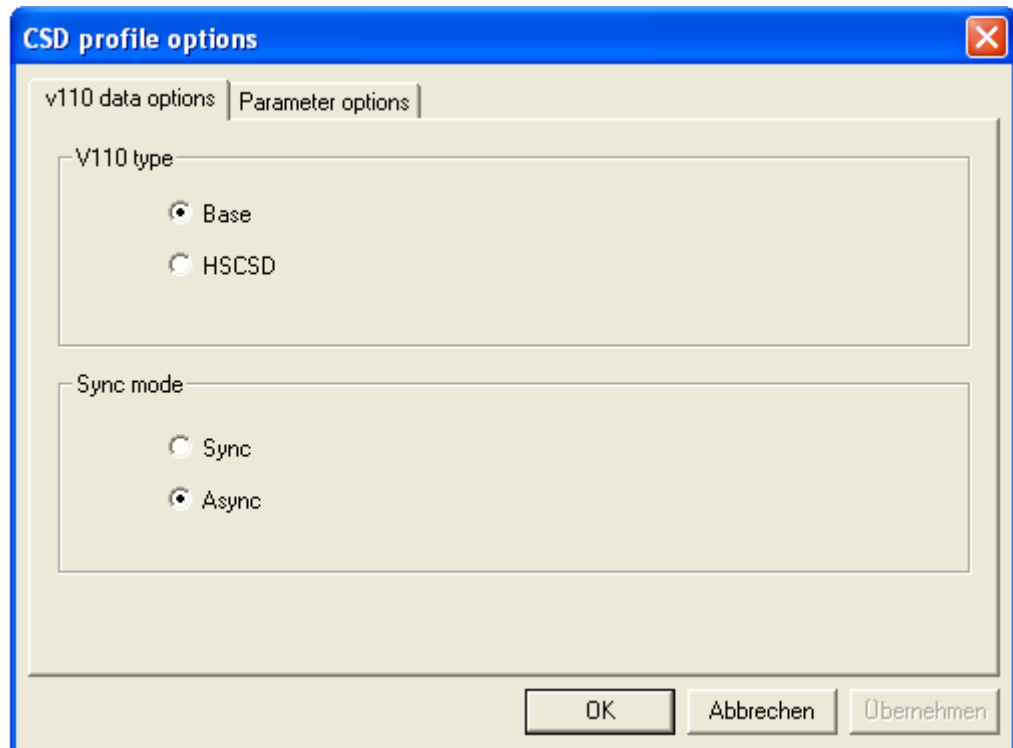 CSD profile options
v110 data options Parameter options
V110 type
Base
HSCSD
Sync mode
Sync
Async
OK Abbrechen Übernehmen